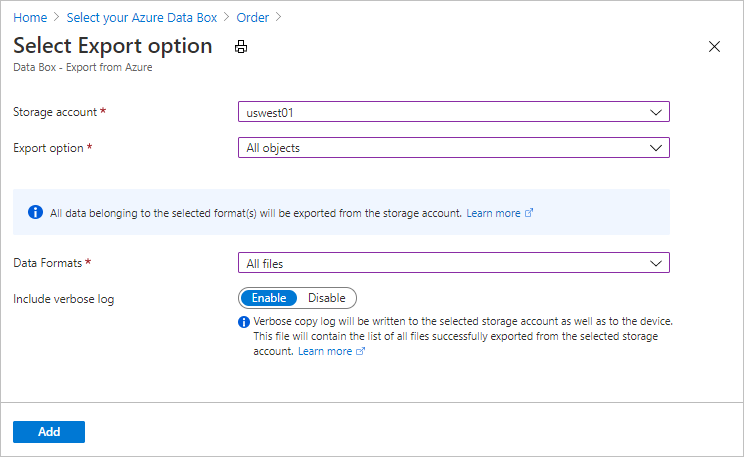 Home > Select your Azure Data Box > Order >
Select Export option
Data Box - Export from Azure
Storage account *
uswest01
Export option *
All objects
All data belonging to the selected format(s) will be exported from the storage account. Learn more
Data Formats *
All files
Include verbose log
Enable Disable
Verbose copy log will be written to the selected storage account as well as to the device.
This file will contain the list of all files successfully exported from the selected storage
account. Learn more
Add